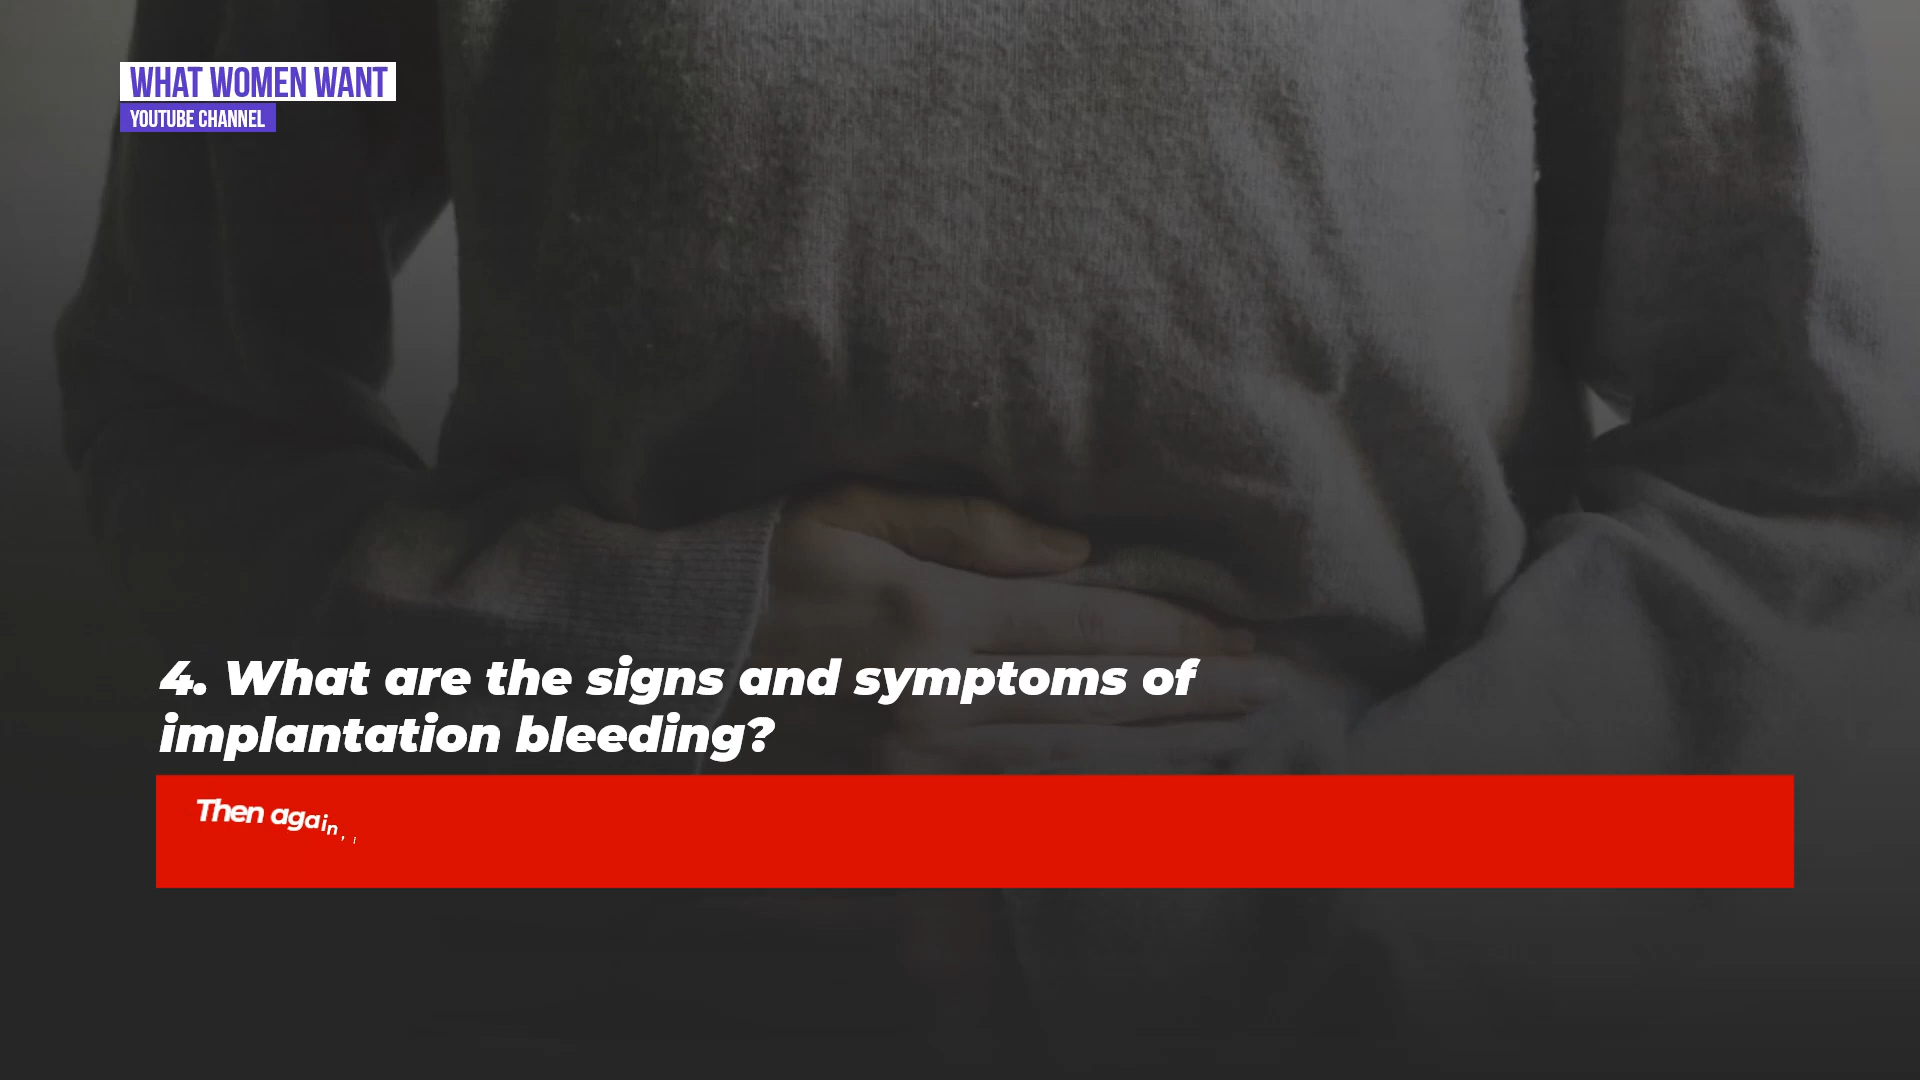 WHAT WOMEN WANT
YOUTUBE CHANNEL
4. What are the signs and symptoms of
implantation bleeding?
Then again,